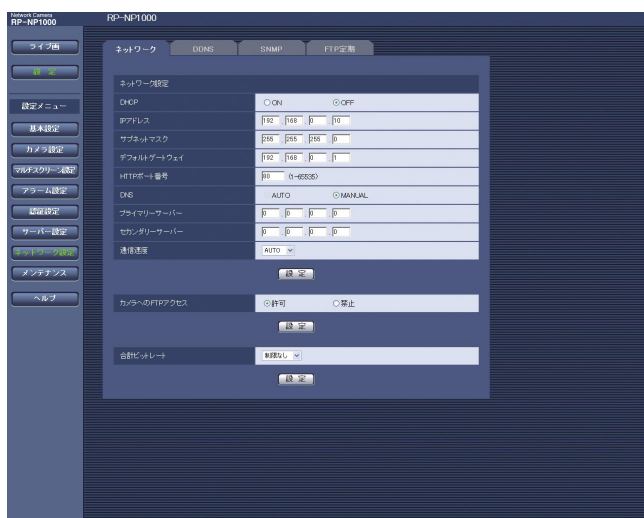 Network Camera
RP-NP1000
RP-NP1000
ライブ画
設 定
設定メニュー
基本設定
カメラ設定
マルチスクリーン設定
アラーム設定
認証設定
サーバー設定
ネットワーク設定
メンテナンス
ヘルプ
ネットワーク DDNS SNMP FTP定期
ネットワーク設定
DHCP ON OFF
IPアドレス 192 . 168 . 0 . 10
サブネットマスク 255 . 255 . 255 . 0
デフォルトゲートウェイ 192 . 168 . 0 . 1
HTTPポート番号 80 (1-65535)
DNS AUTO MANUAL
プライマリーサーバー 0 . 0 . 0 . 0
セカンダリーサーバー 0 . 0 . 0 . 0
通信速度 AUTO
設 定
カメラへのFTPアクセス 許可 禁止
設 定
合計ビットレート 制限なし
設 定